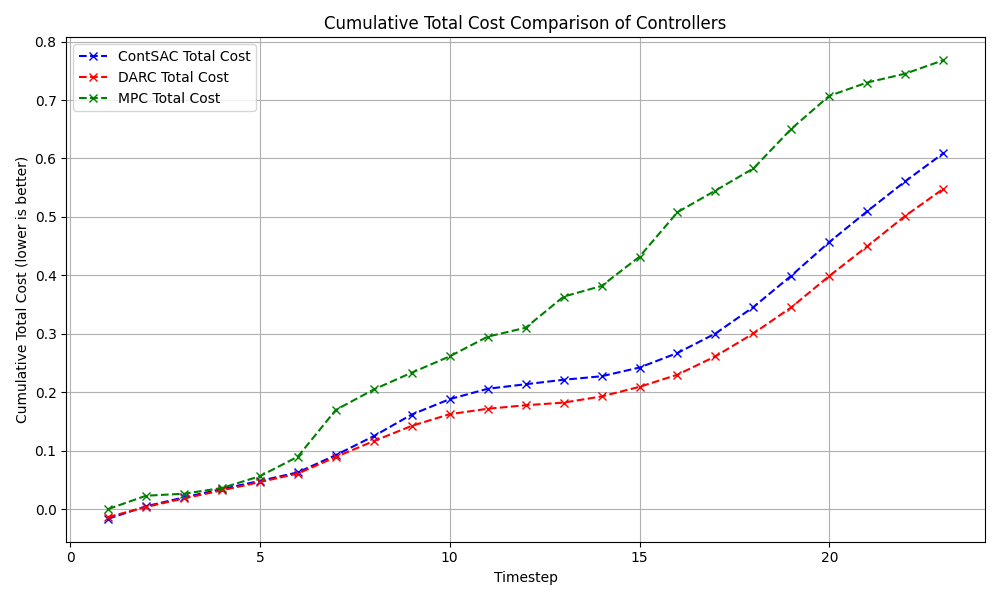 Cumulative Total Cost Comparison of Controllers
ContSAC Total Cost
DARC Total Cost
MPC Total Cost
Cumulative Total Cost (lower is better)
0.8
0.7
0.6
0.5
0.4
0.3
0.2
0.1
0.0
0
5
10
15
20
Timestep